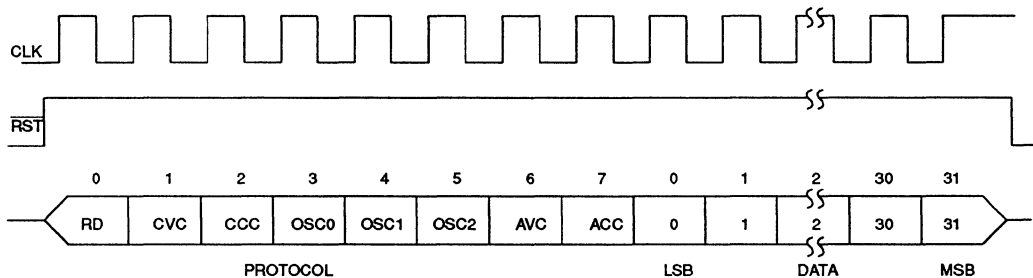 CLK
RST
0 1 2 3 4 5 6 7 0 1 2 30 31
RD CVC CCC OSC0 OSC1 OSC2 AVC ACC 0 1 2 30 31
PROTOCOL LSB DATA MSB